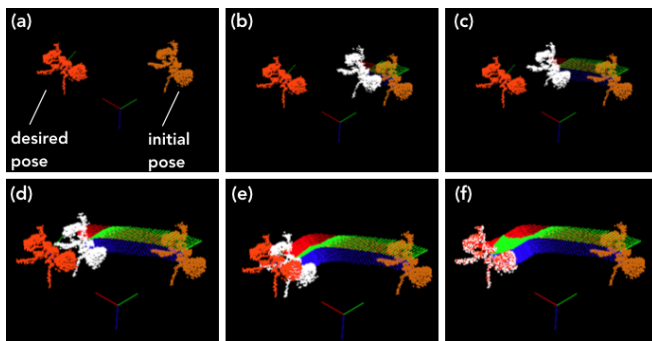 (a)
desired
pose
initial
pose
(b)
(c)
(d)
(e)
(f)